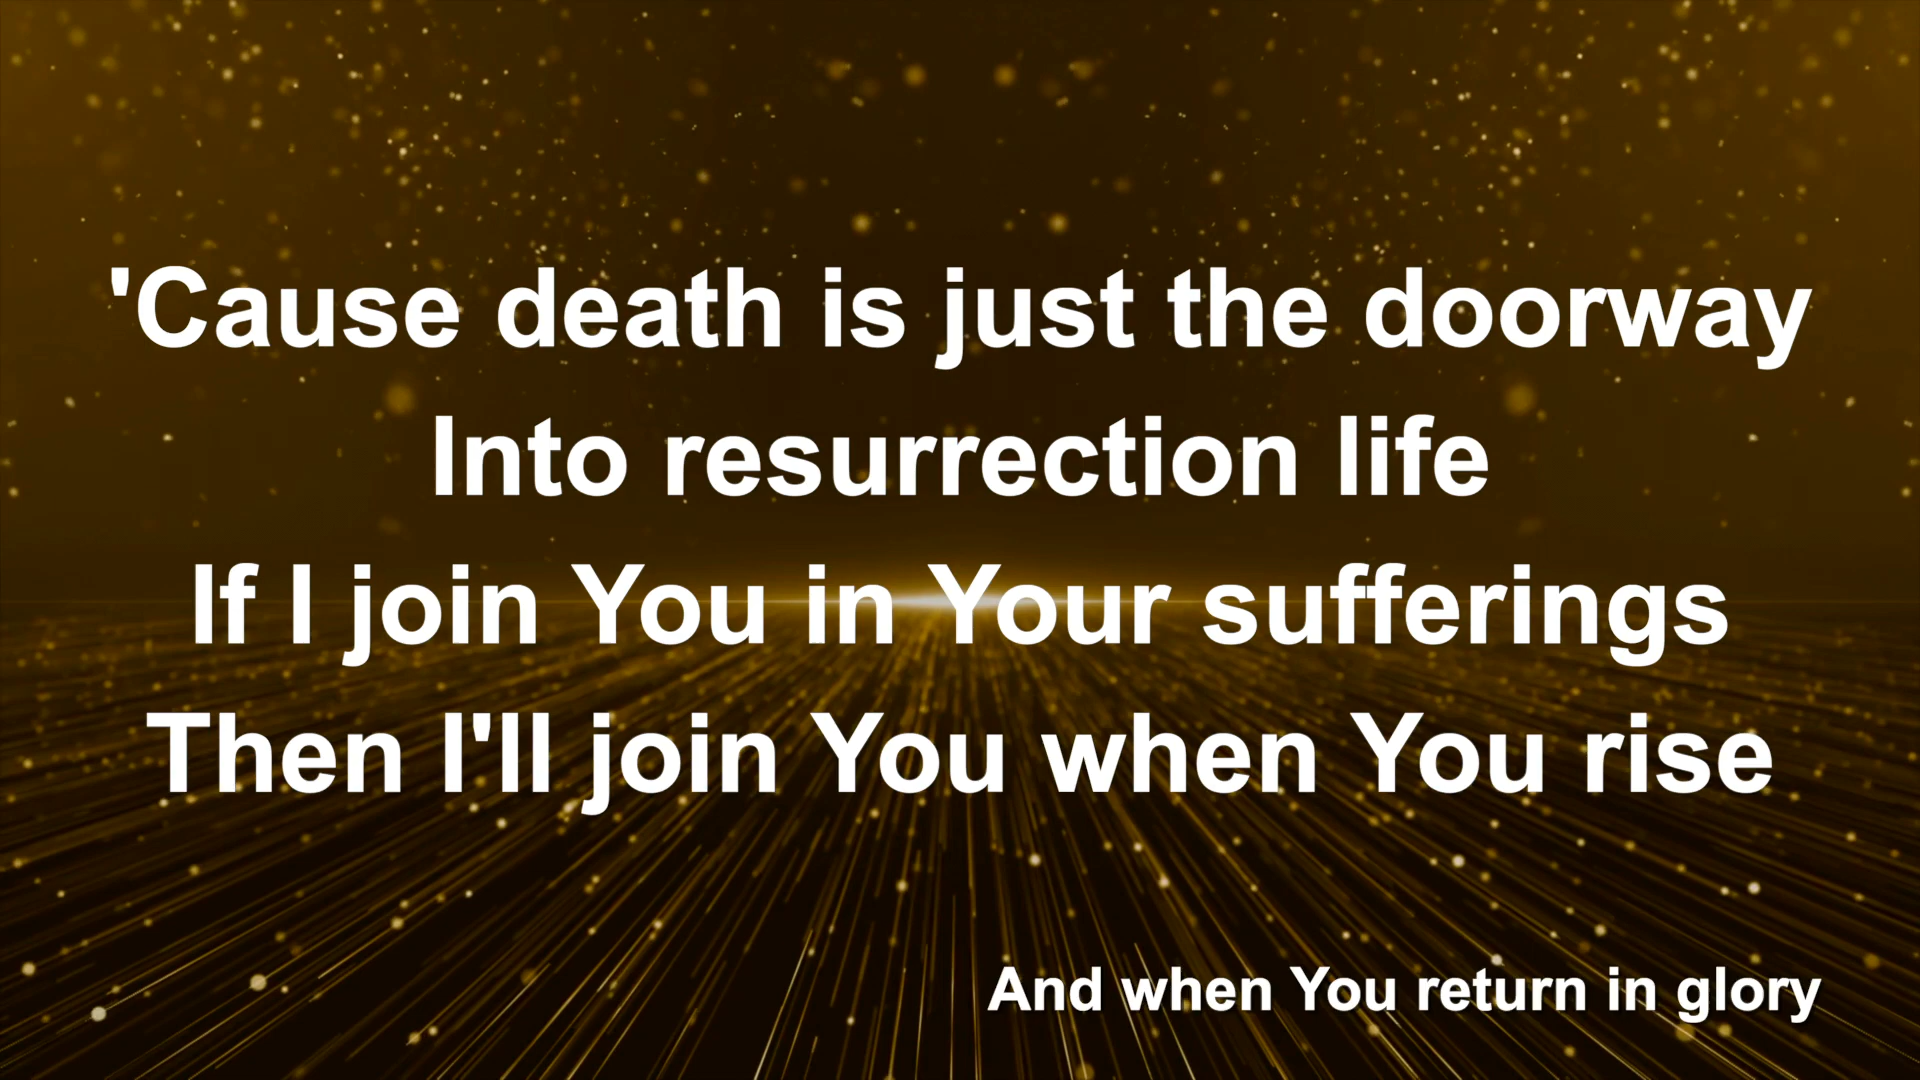 'Cause death is just the doorway
Into resurrection life
If I join You in Your sufferings
Then I'll join You when You rise
And when You return in glory